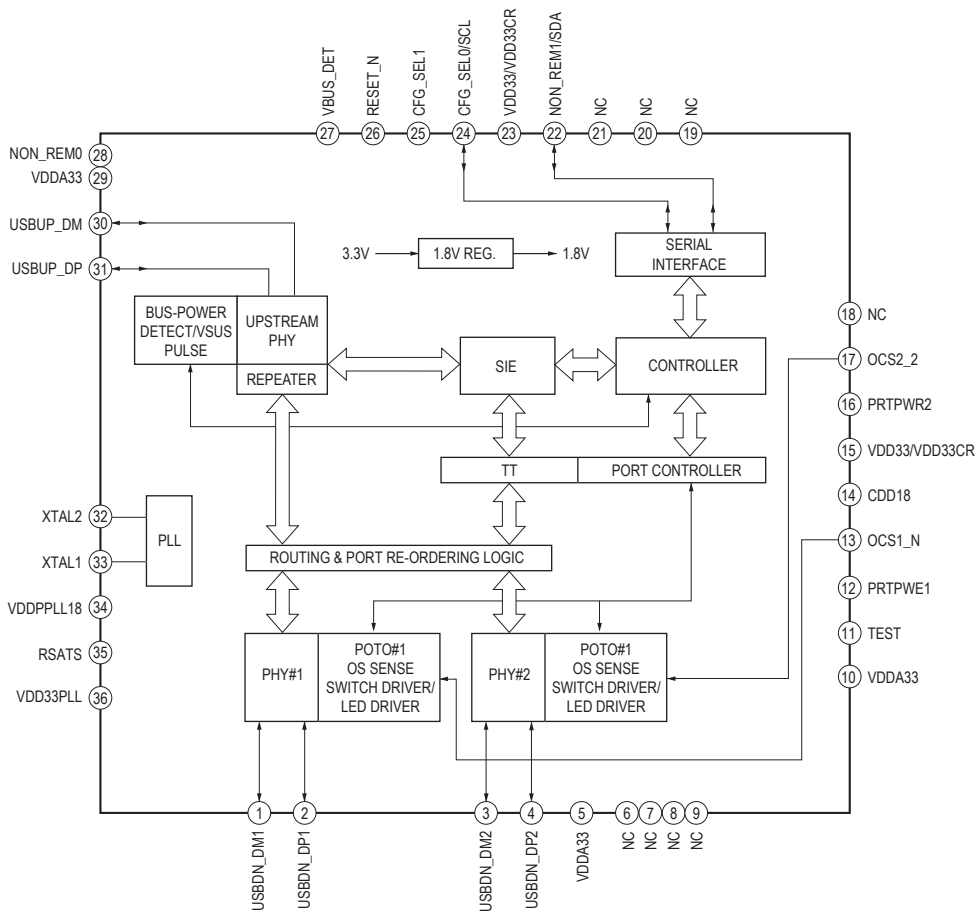 VBUS_DET
RESET_N
CFG_SEL1
CFG_SEL0/SCL
VDD33/VDD33CR
NON_REM1/SDA
NC
NC
NC
27
26
25
24
23
22
21
20
19
NON_REM0 28
VDDA33 29
USBUP_DM 30
USBUP_DP 31
3.3V
1.8V REG.
1.8V
SERIAL
INTERFACE
BUS-POWER
DETECT/VSUS
PULSE
UPSTREAM
PHY
REPEATER
SIE
CONTROLLER
18 NC
17 OCS2_2
16 PRTPWR2
15 VDD33/VDD33CR
14 CDD18
13 OCS1_N
12 PRTPWE1
11 TEST
10 VDDA33
TT
PORT CONTROLLER
XTAL2 32
XTAL1 33
PLL
VDDPPLL18 34
RSATS 35
VDD33PLL 36
ROUTING & PORT RE-ORDERING LOGIC
PHY#1
POTO#1
OS SENSE
SWITCH DRIVER/
LED DRIVER
PHY#2
POTO#1
OS SENSE
SWITCH DRIVER/
LED DRIVER
1
2
3
4
5
6
7
8
9
USBDN_DM1
USBDN_DP1
USBDN_DM2
USBDN_DP2
VDDA33
NC
NC
NC
NC